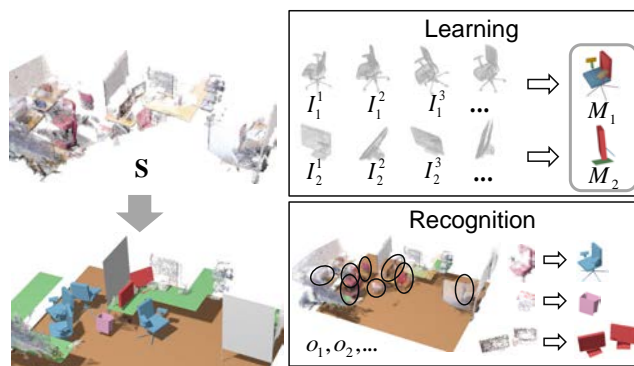 Learning
I_1^1 I_1^2 I_1^3 ... M_1
I_2^1 I_2^2 I_2^3 ... M_2
S
Recognition
o_1, o_2, ...